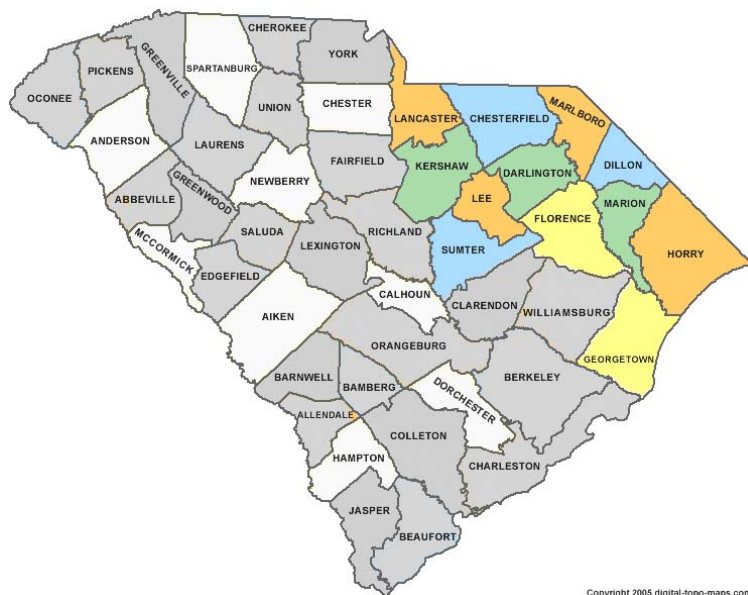 CHEROKEE
YORK
GREENVILLE
SPARTANBURG
PICKENS
OCONEE
UNION
CHESTER
LANCASTER
CHESTERFIELD
MARLBORO
ANDERSON
LAURENS
FAIRFIELD
KERSHAW
DARLINGTON
DILLON
NEWBERRY
ABBEVILLE
GREENWOOD
LEE
MARION
FLORENCE
SALUDA
LEXINGTON
RICHLAND
SUMTER
HORRY
MCCORMICK
EDGEFIELD
CALHOUN
CLARENDON
WILLIAMSBURG
AIKEN
ORANGEBURG
GEORGETOWN
BARNWELL
BAMBERG
DORCHESTER
BERKELEY
ALLENDALE
COLLETON
HAMPTON
CHARLESTON
JASPER
BEAUFORT
Copyright 2005 digital-topo-maps.com